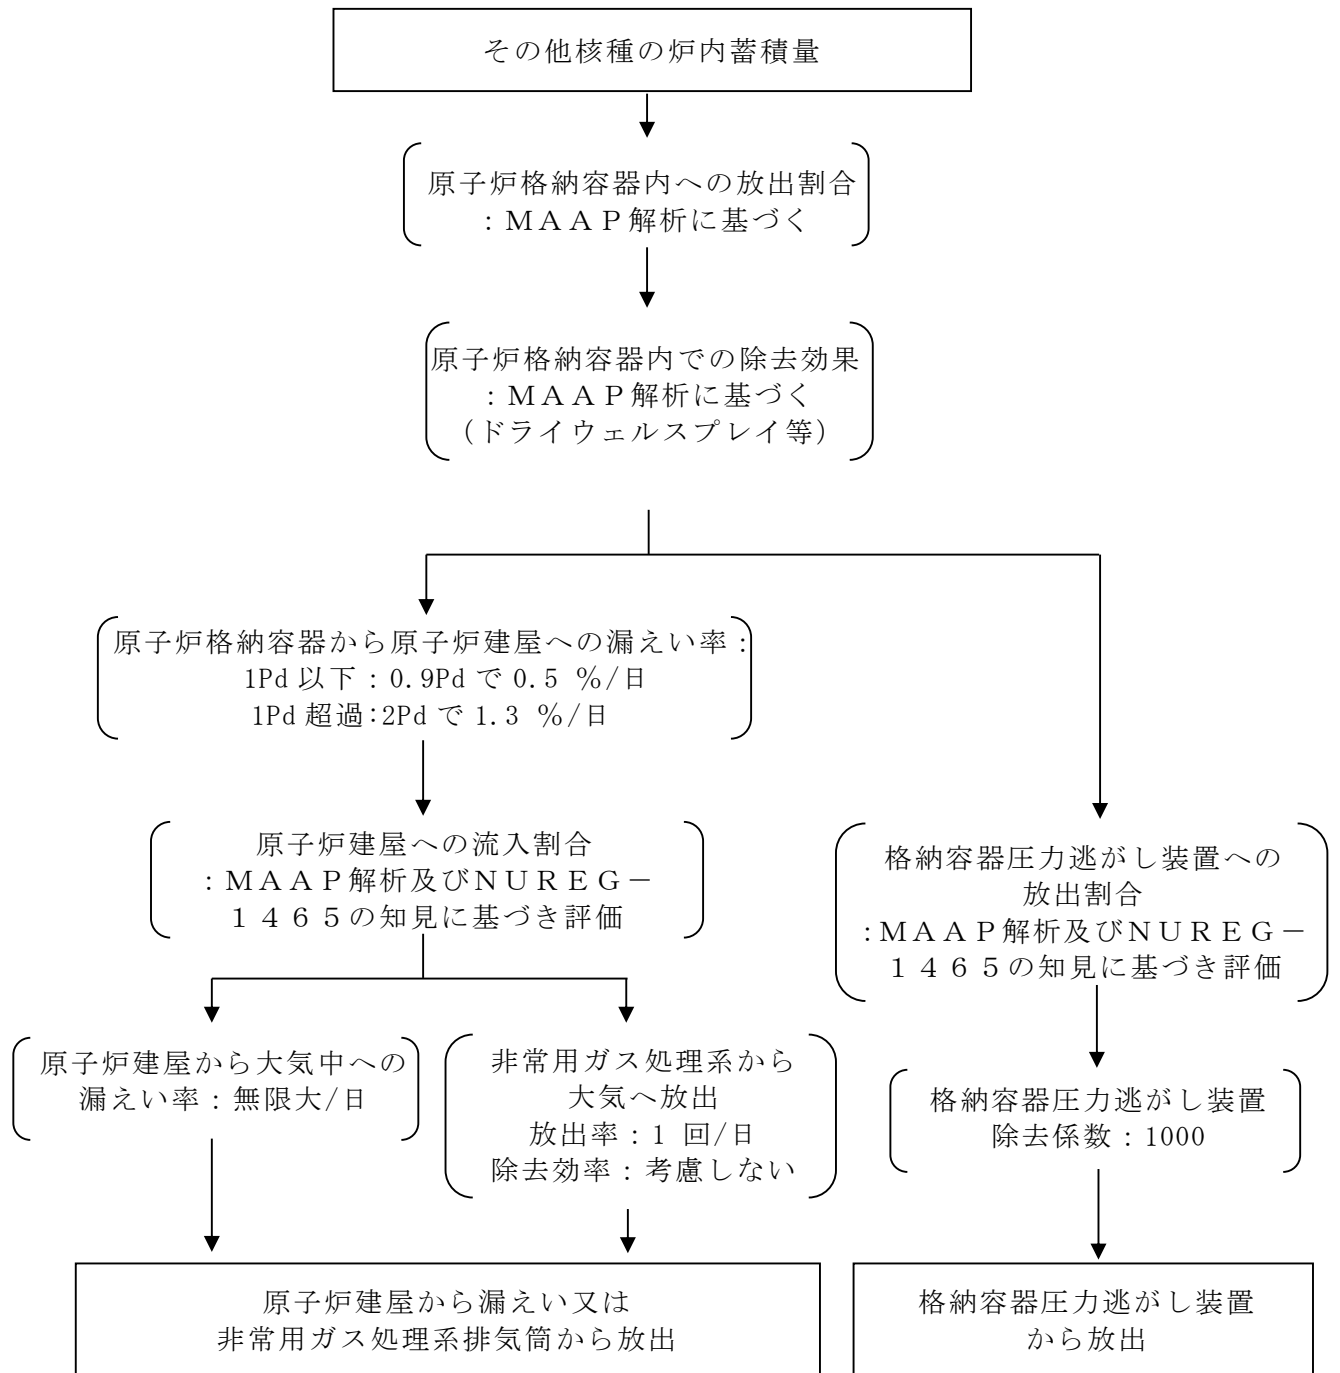 その他核種の炉内蓄積量
原子炉格納容器内への放出割合
：ＭＡＡＰ解析に基づく
原子炉格納容器内での除去効果
：ＭＡＡＰ解析に基づく
（ドライウェルスプレイ等）
原子炉格納容器から原子炉建屋への漏えい率：
1Pd 以下：0.9Pd で 0.5 %/日
1Pd 超過：2Pd で 1.3 %/日
原子炉建屋への流入割合
：ＭＡＡＰ解析及びＮＵＲＥＧ－
１４６５の知見に基づき評価
格納容器圧力逃がし装置への
放出割合
：ＭＡＡＰ解析及びＮＵＲＥＧ－
１４６５の知見に基づき評価
原子炉建屋から大気中への
漏えい率：無限大/日
非常用ガス処理系から
大気へ放出
放出率：1 回/日
除去効率：考慮しない
格納容器圧力逃がし装置
除去係数：1000
原子炉建屋から漏えい又は
非常用ガス処理系排気筒から放出
格納容器圧力逃がし装置
から放出